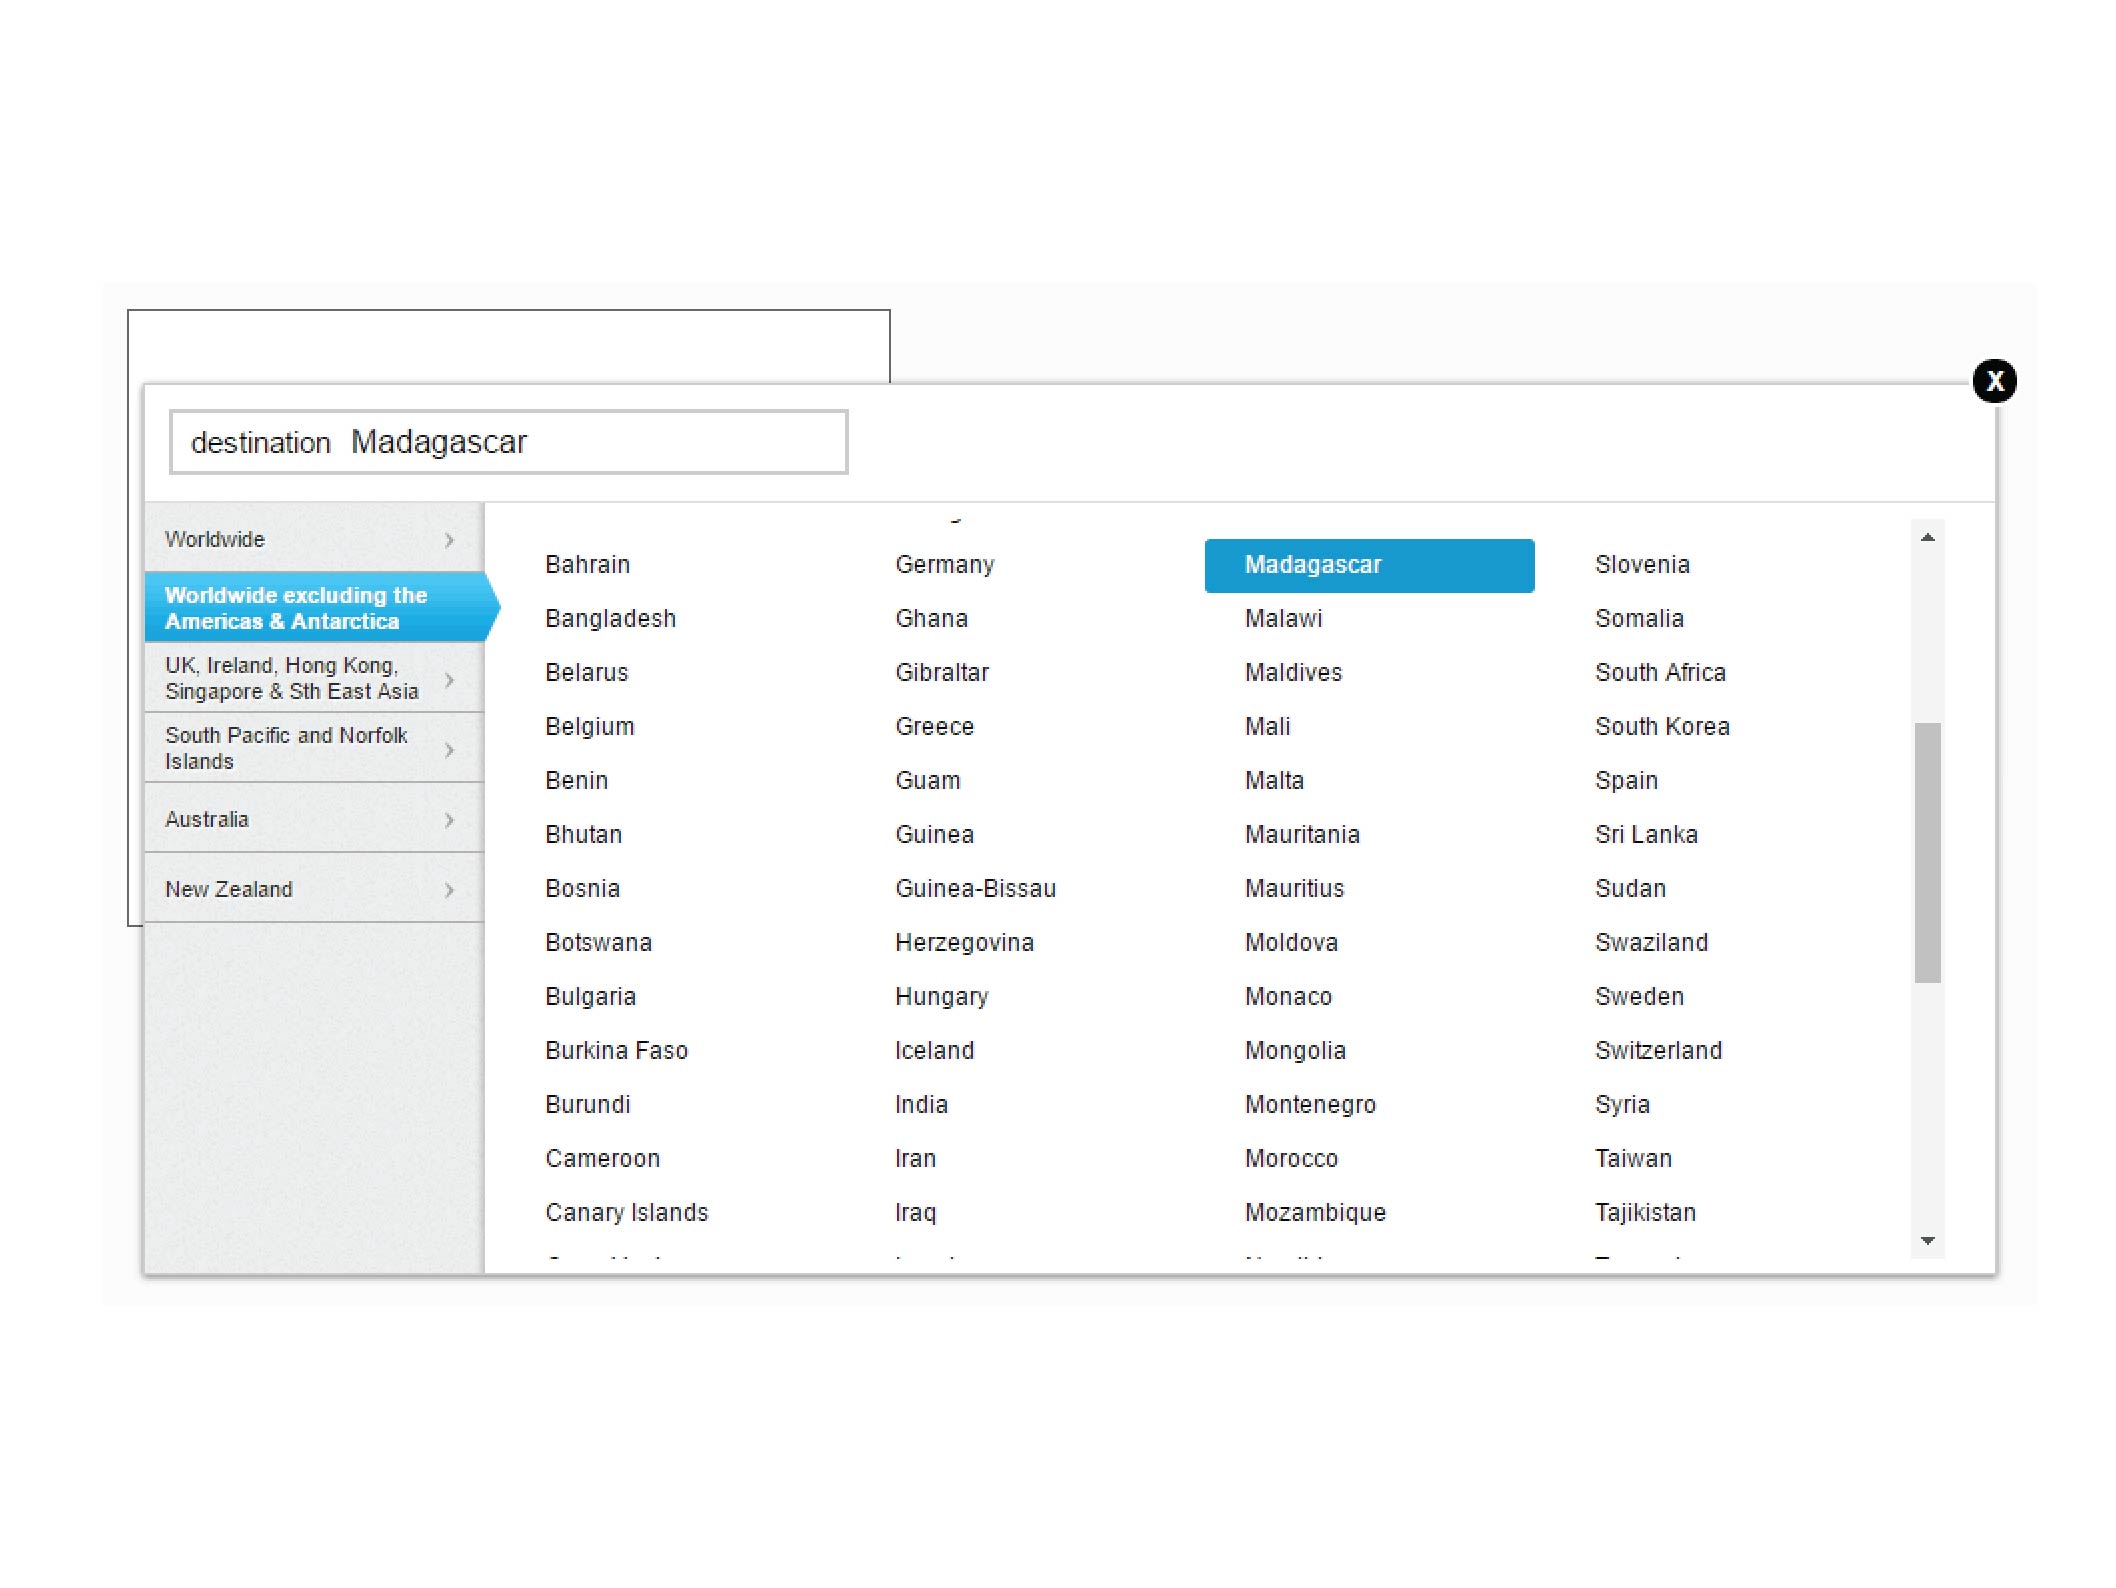 X
destination Madagascar
Worldwide
Worldwide excluding the
Americas & Antarctica
UK, Ireland, Hong Kong,
Singapore & Sth East Asia
South Pacific and Norfolk
Islands
Australia
New Zealand
Bahrain
Bangladesh
Belarus
Belgium
Benin
Bhutan
Bosnia
Botswana
Bulgaria
Burkina Faso
Burundi
Cameroon
Canary Islands
Germany
Ghana
Gibraltar
Greece
Guam
Guinea
Guinea-Bissau
Herzegovina
Hungary
Iceland
India
Iran
Iraq
Madagascar
Malawi
Maldives
Mali
Malta
Mauritania
Mauritius
Moldova
Monaco
Mongolia
Montenegro
Morocco
Mozambique
Slovenia
Somalia
South Africa
South Korea
Spain
Sri Lanka
Sudan
Swaziland
Sweden
Switzerland
Syria
Taiwan
Tajikistan